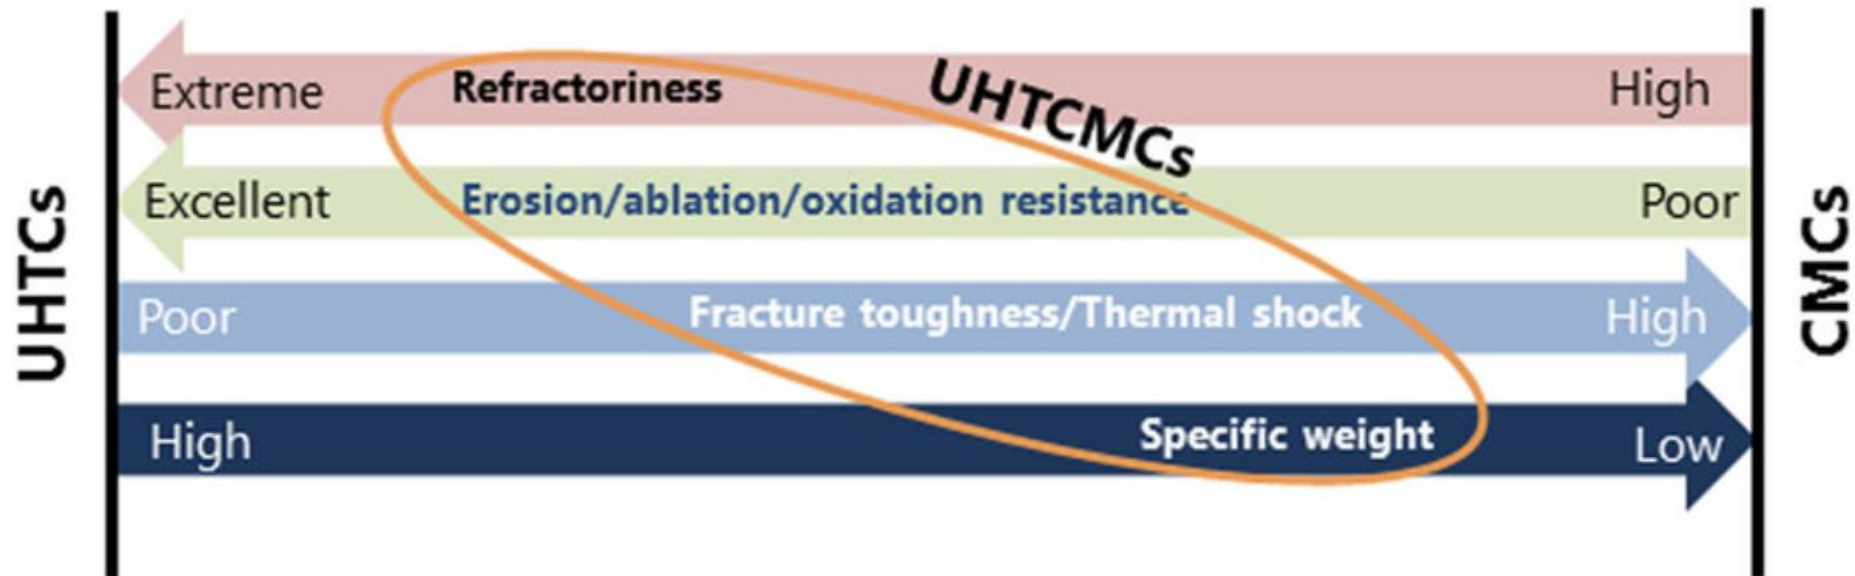 UHTCs
UHTCMCs
Extreme Refractoriness High
Excellent Erosion/ablation/oxidation resistance Poor
Poor Fracture toughness/Thermal shock High
High Specific weight Low
CMCs